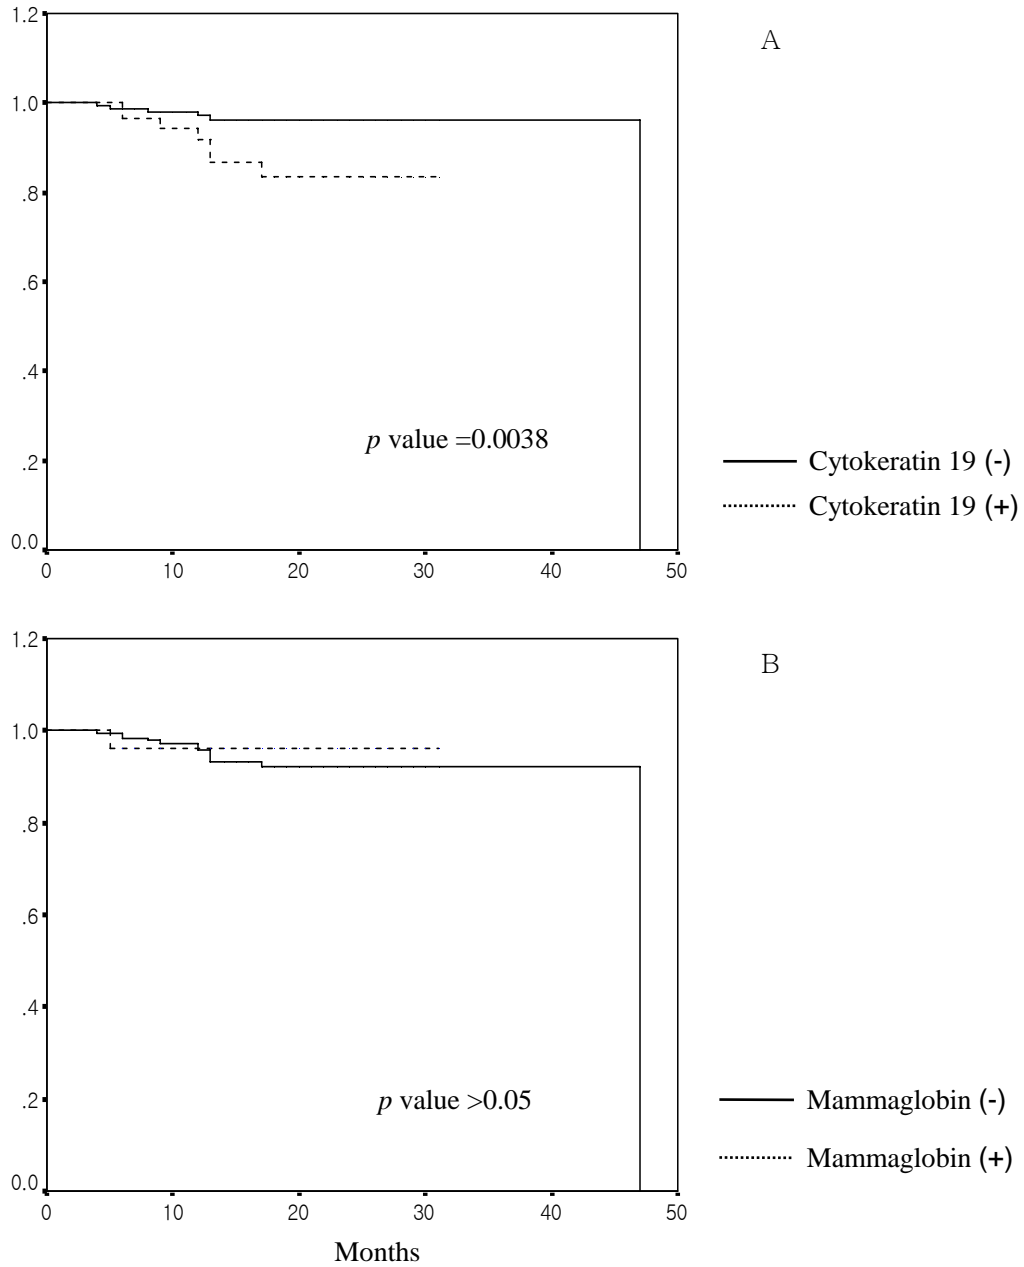 1.2
A
1.0
.8
.6
.4
p value =0.0038
.2
Cytokeratin 19 (-)
Cytokeratin 19 (+)
0.0
0 10 20 30 40 50
1.2
B
1.0
.8
.6
.4
.2
p value >0.05
Mammaglobin (-)
Mammaglobin (+)
0.0
0 10 20 30 40 50
Months